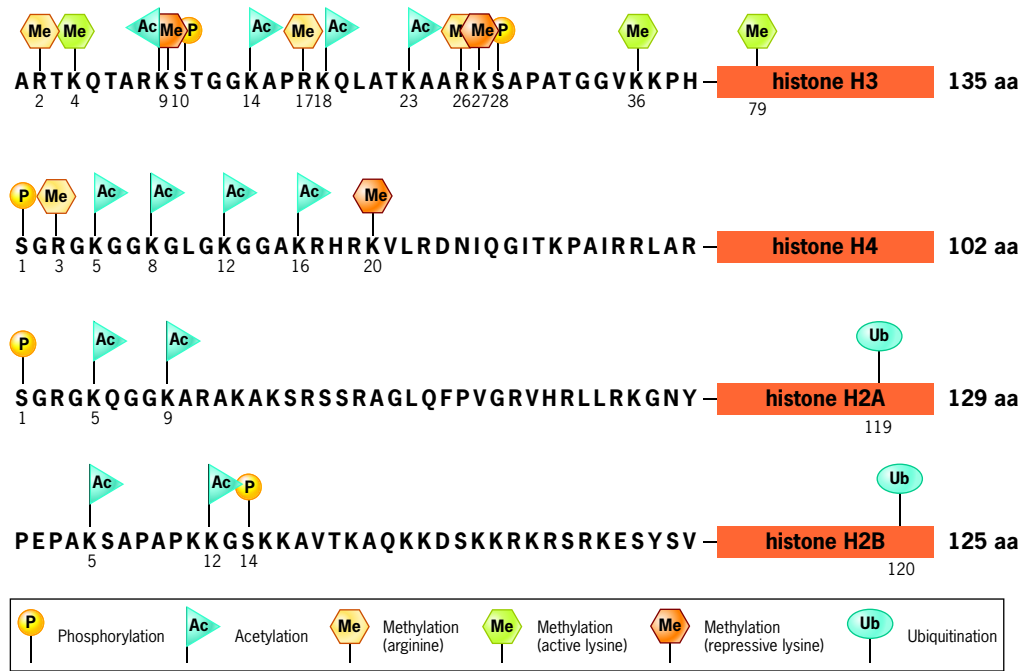 Me Me Ac Me P Ac Me Ac Ac Me Me P Me Me
ARTKQTARKSTGGKAPRKQLATKAARKSAPATGGVKKPH histone H3 135 aa
2 4 9 10 14 17 18 23 26 27 28 36 79
P Me Ac Ac Ac Ac Me
SGRGKGGKGLGKGGAKRHRKVLRDNIQGITKPAIRRLAR histone H4 102 aa
1 3 5 8 12 16 20
P Ac Ac Ub
SGRGKQGGKARAKAKSRSSRAGLQFPVGRVHRLLRKGNY histone H2A 129 aa
1 5 9 119
Ac Ac P Ub
PEPAKSAPAPKKGSKKAVTKAQKKDSKKRKRSRKESYSV histone H2B 125 aa
5 12 14 120
P Phosphorylation
Ac Acetylation
Me Methylation
(arginine)
Me Methylation
(active lysine)
Me Methylation
(repressive lysine)
Ub Ubiquitination